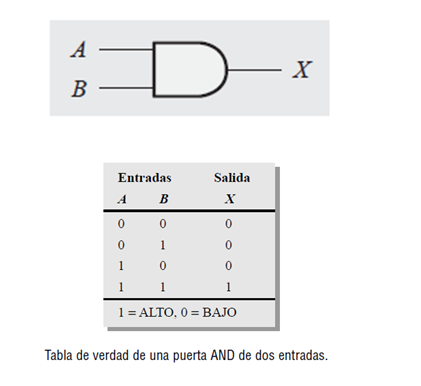 A
B
X
Entradas Salida
A B X
0 0 0
0 1 0
1 0 0
1 1 1
1 = ALTO, 0 = BAJO
Tabla de verdad de una puerta AND de dos entradas.